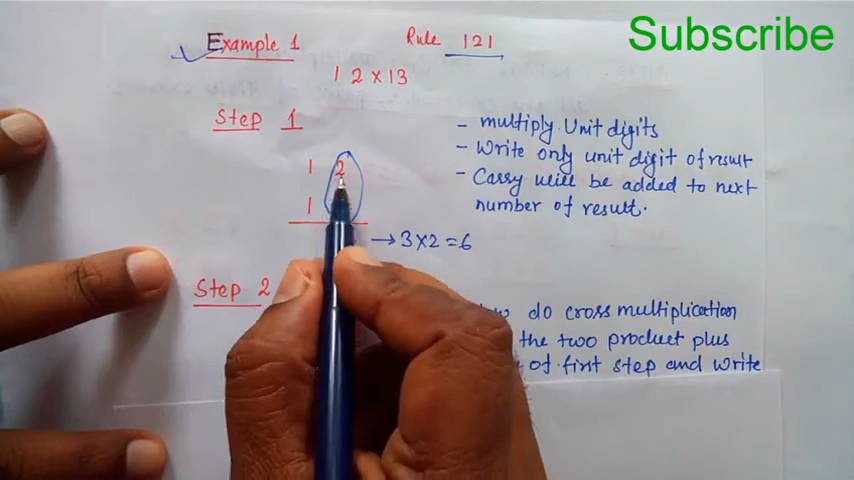 Subscribe
Example 1
Rule 121
12 × 13
Step 1
- multiply Unit digits
- Write only unit digit of result
- Carry will be added to next
number of result.
1 2
1
→ 3×2 = 6
Step 2
do cross multiplication
the two product plus
of first step and write